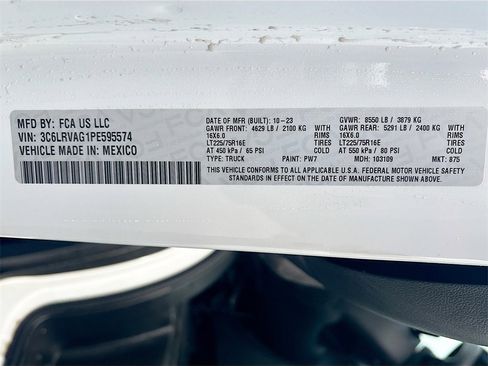 MFD BY: FCA US LLC
VIN: 3C6LRVAG1PE595574
VEHICLE MADE IN: MEXICO
DATE OF MFR (BUILT): 10-23 GVWR: 8550 LB / 3879 KG
GAWR FRONT: 4629 LB / 2100 KG WITH GAWR REAR: 5291 LB / 2400 KG WITH
16X6.0 RIMS 16X6.0 RIMS
LT225/75R16E TIRES LT225/75R16E TIRES
AT 450 kPa / 65 PSI COLD AT 550 kPa / 80 PSI COLD
TYPE: TRUCK PAINT: PW7 MDH: 103109 MKT: 875
THIS VEHICLE CONFORMS TO ALL APPLICABLE U.S.A. FEDERAL MOTOR VEHICLE SAFETY
STANDARDS IN EFFECT ON THE DATE OF MANUFACTURE SHOWN ABOVE.